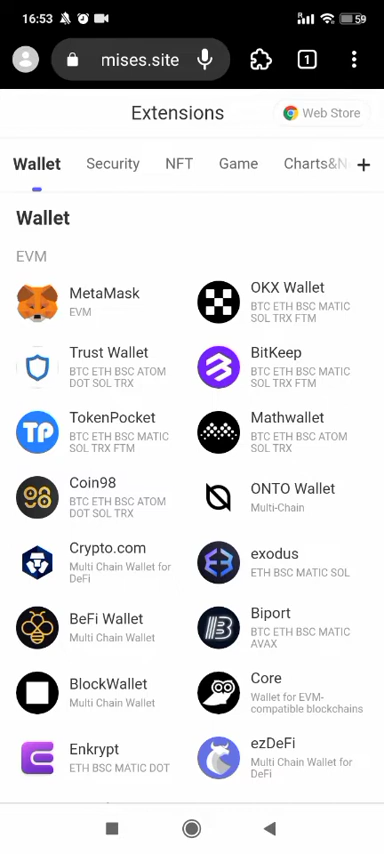 16:53
59
mises.site
1
Extensions
Web Store
Wallet
Security
NFT
Game
Charts&N
Wallet
EVM
MetaMask
EVM
OKX Wallet
BTC ETH BSC MATIC
SOL TRX FTM
Trust Wallet
BTC ETH BSC ATOM
DOT SOL TRX
BitKeep
BTC ETH BSC MATIC
SOL TRX FTM
TP
TokenPocket
BTC ETH BSC MATIC
SOL TRX FTM
Mathwallet
BTC ETH BSC ATOM
SOL TRX
98
Coin98
BTC ETH BSC ATOM
DOT SOL TRX
ONTO Wallet
Multi-Chain
Crypto.com
Multi Chain Wallet for
DeFi
exodus
ETH BSC MATIC SOL
BeFi Wallet
Multi Chain Wallet
Biport
BTC ETH BSC MATIC
AVAX
BlockWallet
Multi Chain Wallet
Core
Wallet for EVM-
compatible blockchains
Enkrypt
ETH BSC MATIC DOT
ezDeFi
Multi Chain Wallet for
DeFi